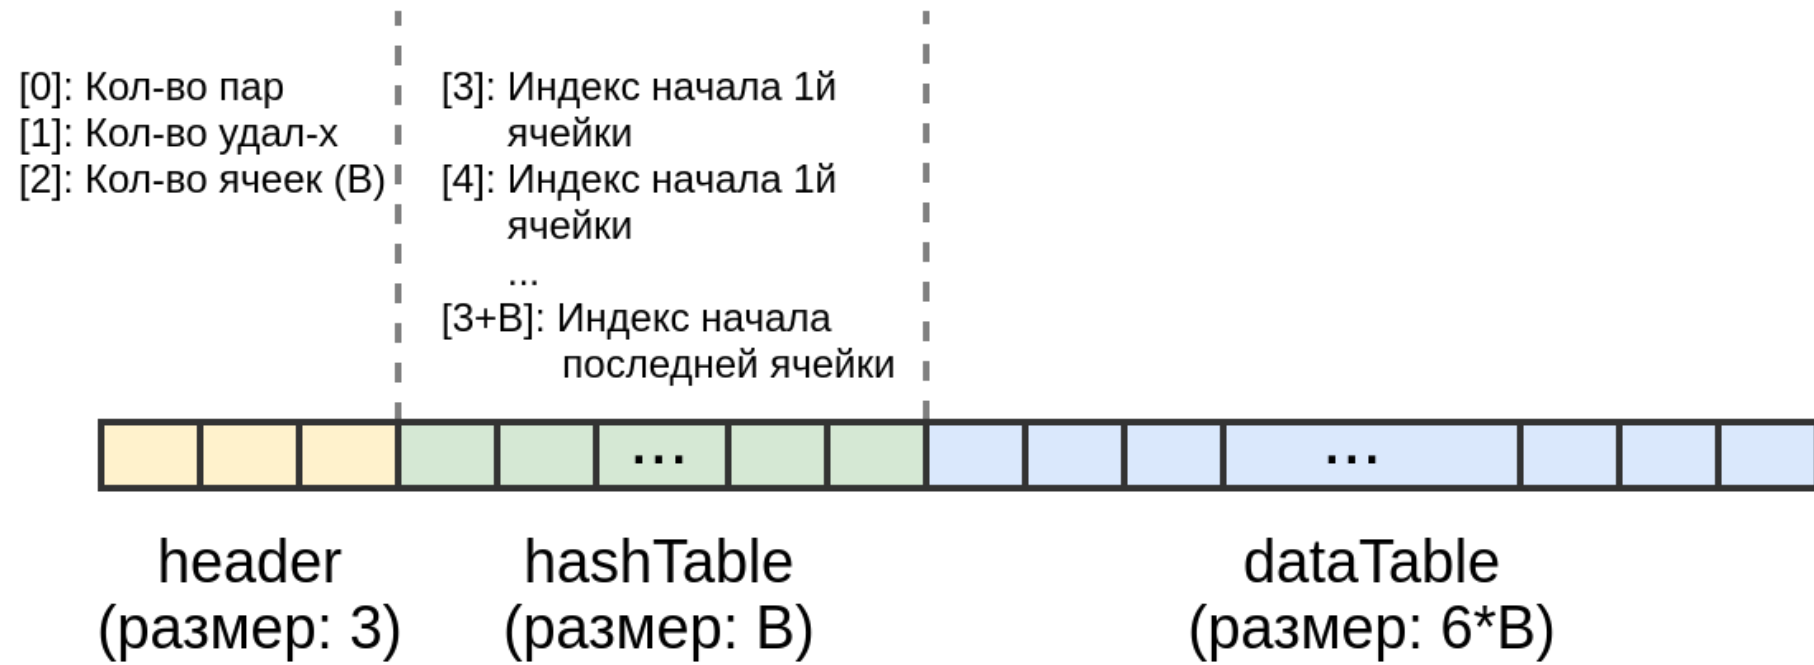 [0]: Кол-во пар
[1]: Кол-во удал-х
[2]: Кол-во ячеек (B)
[3]: Индекс начала 1й
ячейки
[4]: Индекс начала 1й
ячейки
...
[3+B]: Индекс начала
последней ячейки
...
...
header
(размер: 3)
hashTable
(размер: B)
dataTable
(размер: 6*B)